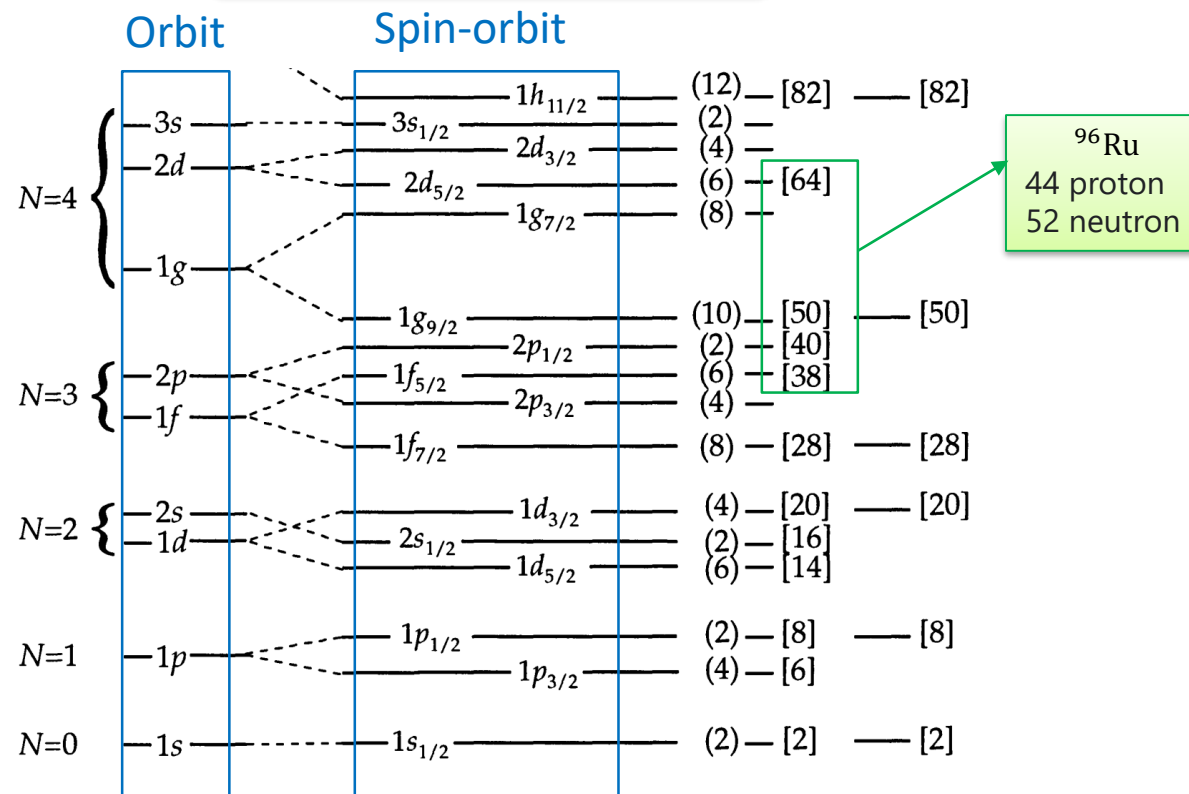 Orbit Spin-orbit
1h11/2 (12) [82] [82]
3s 3s1/2 (2)
2d3/2 (4)
2d 2d5/2 (6) [64]
N=4 1g7/2 (8)
1g
1g9/2 (10) [50] [50]
2p1/2 (2) [40]
N=3 2p 1f5/2 (6) [38]
1f 2p3/2 (4)
1f7/2 (8) [28] [28]
N=2 2s 1d3/2 (4) [20] [20]
1d 2s1/2 (2) [16]
1d5/2 (6) [14]
1p1/2 (2) [8] [8]
N=1 1p 1p3/2 (4) [6]
N=0 1s 1s1/2 (2) [2] [2]
⁹⁶Ru
44 proton
52 neutron